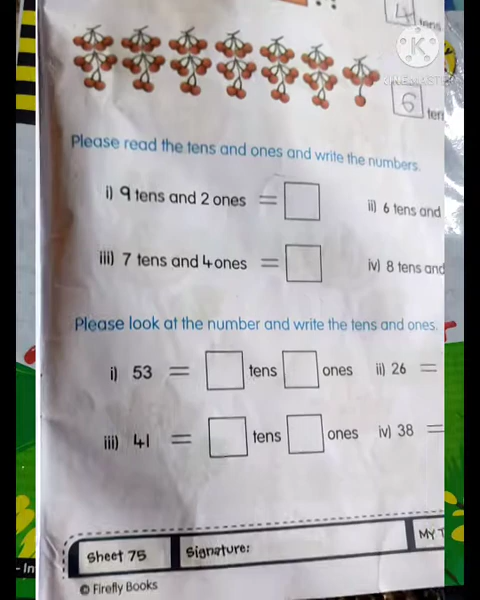 4 tens
K
KINEMASTER
6 ten
Please read the tens and ones and write the numbers.
i) 9 tens and 2 ones = ii) 6 tens and
iii) 7 tens and 4 ones = iv) 8 tens and
Please look at the number and write the tens and ones.
i) 53 = tens ones ii) 26 =
iii) 41 = tens ones iv) 38 =
Sheet 75 Signature: MY T
© Firefly Books
- In